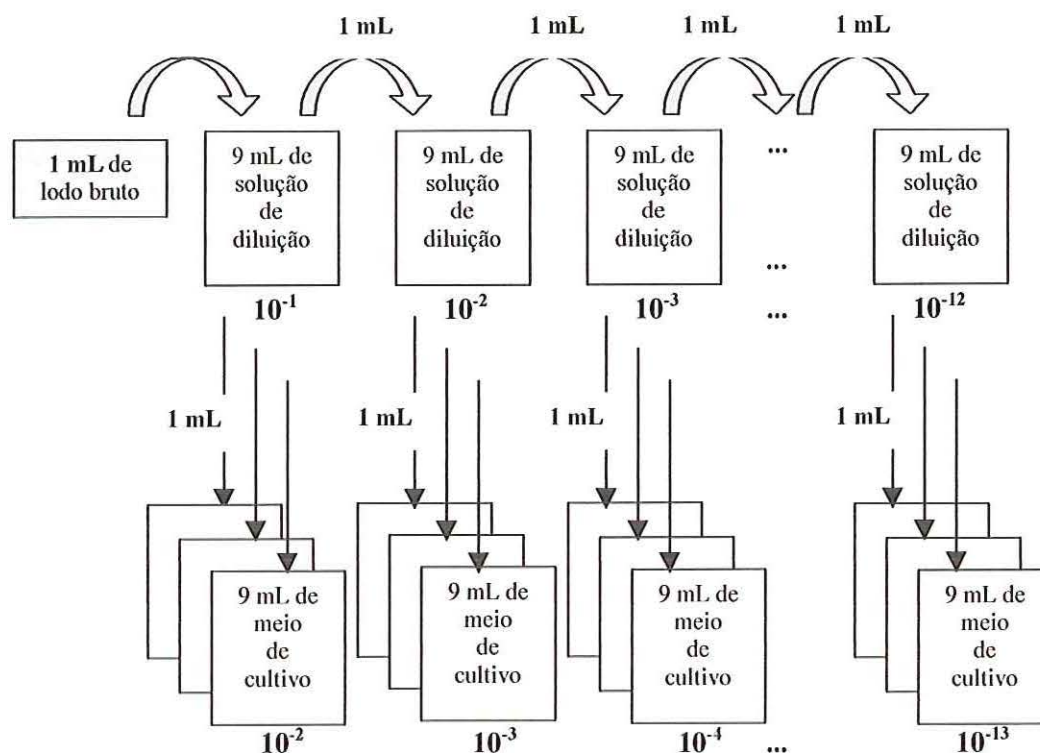 1 mL
1 mL
1 mL
1 mL
1 mL de
lodo bruto
9 mL de
solução
de
diluição
9 mL de
solução
de
diluição
9 mL de
solução
de
diluição
...
...
9 mL de
solução
de
diluição
10⁻¹
10⁻²
10⁻³
...
10⁻¹²
1 mL
1 mL
1 mL
1 mL
9 mL de
meio
de
cultivo
9 mL de
meio
de
cultivo
9 mL de
meio
de
cultivo
9 mL de
meio
de
cultivo
10⁻²
10⁻³
10⁻⁴
...
10⁻¹³